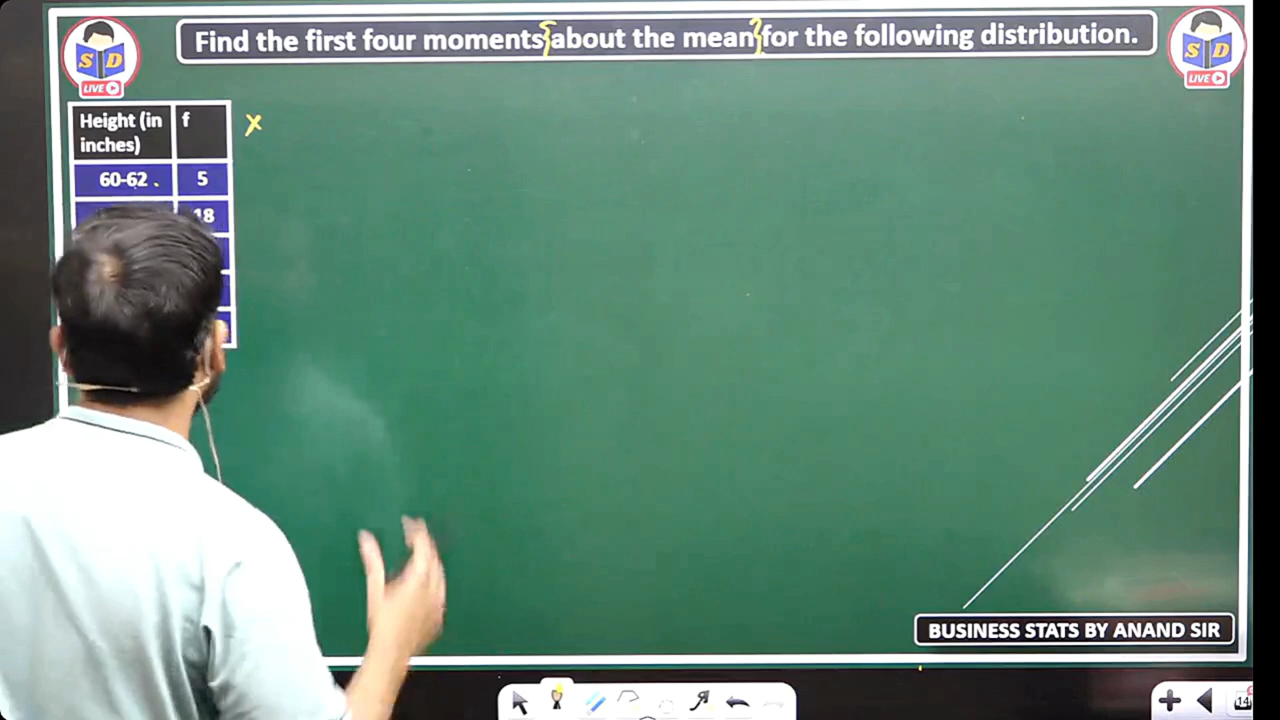 Find the first four moments about the mean for the following distribution.
S D
LIVE
S D
LIVE
Height (in inches) f x
60-62 5
18
BUSINESS STATS BY ANAND SIR
14